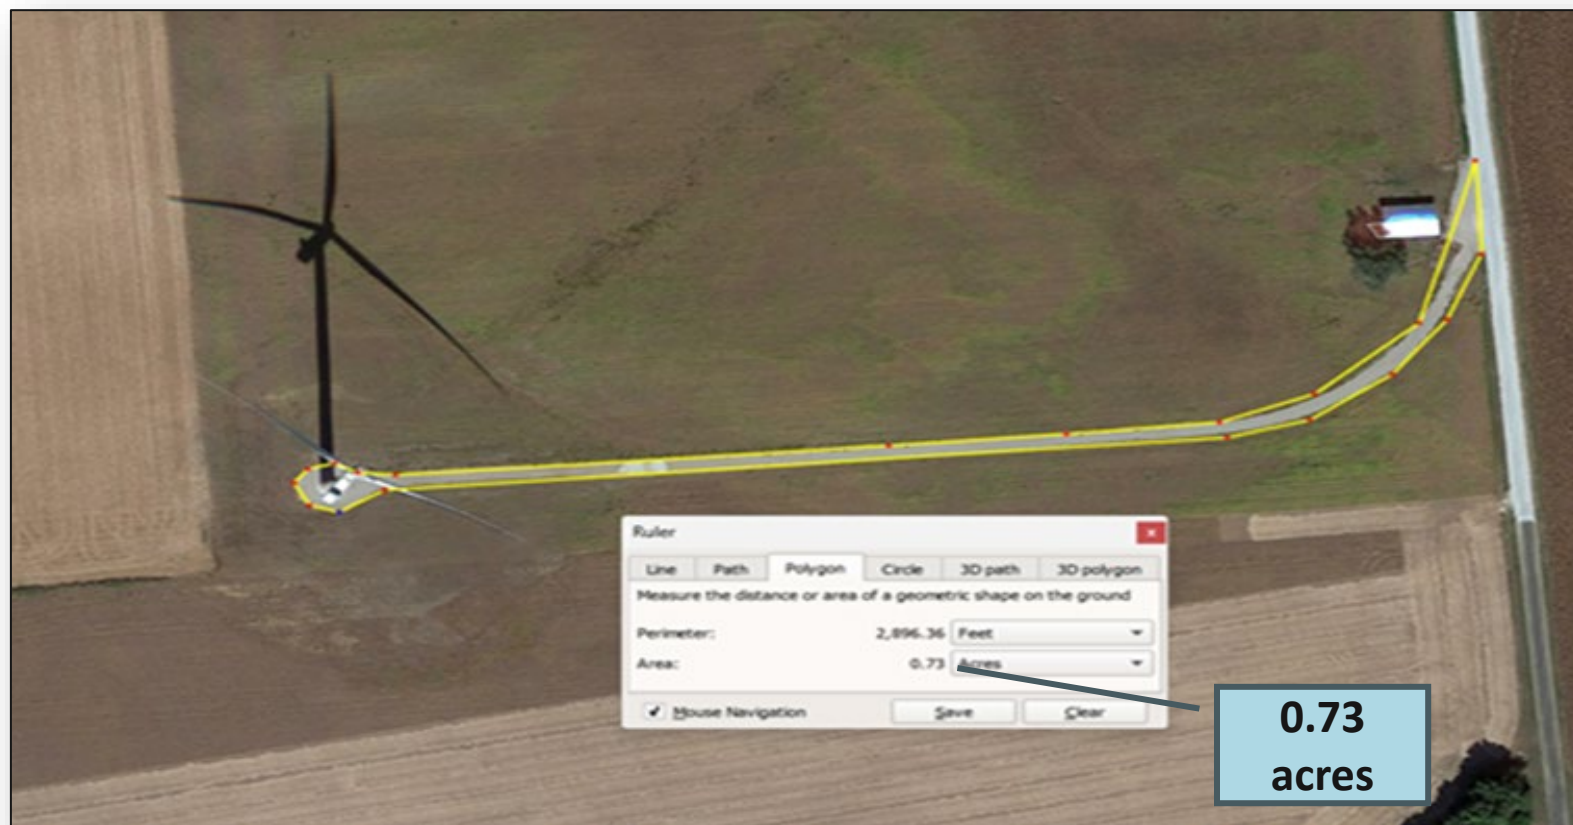 Ruler
Line Path Polygon Circle 3D path 3D polygon
Measure the distance or area of a geometric shape on the ground
Perimeter: 2,896.36 Feet
Area: 0.73 Acres
Mouse Navigation Save Clear
0.73
acres